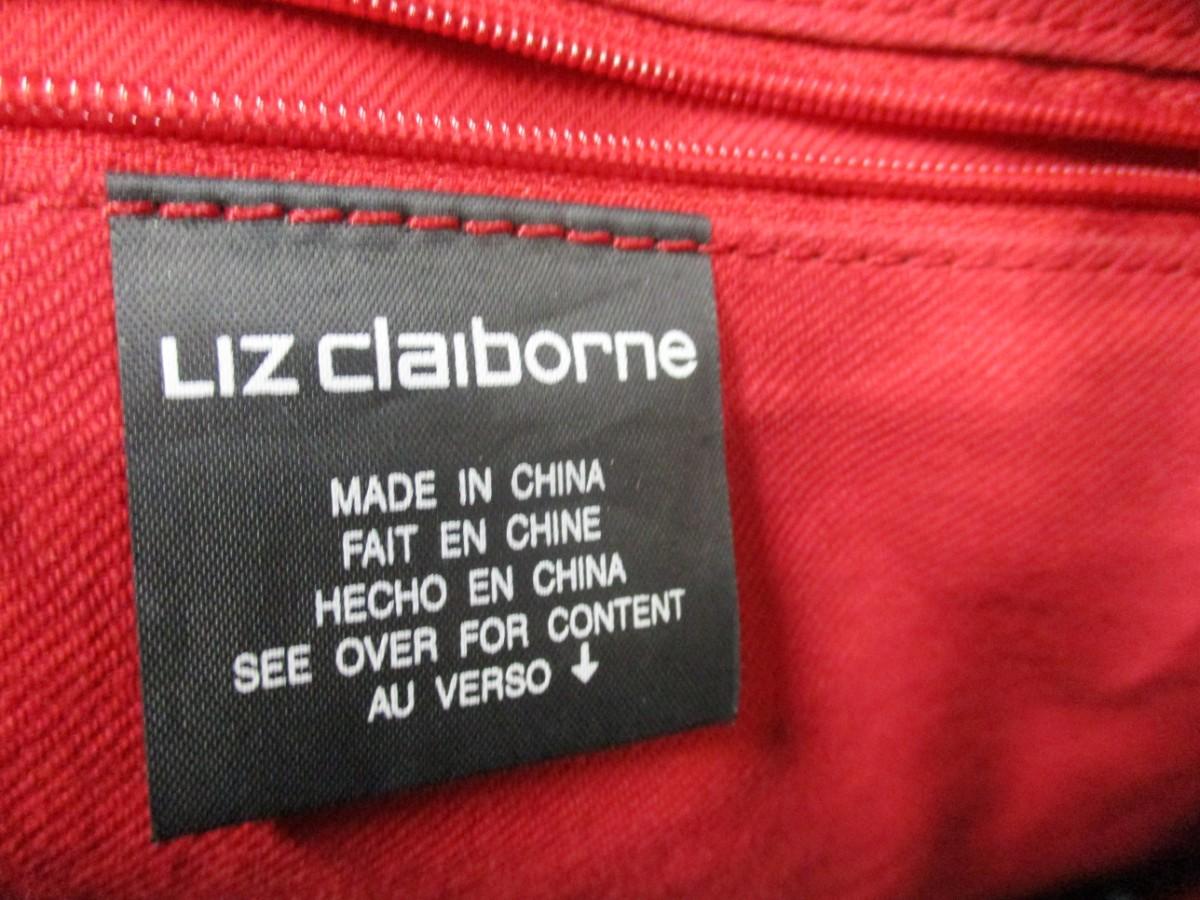 LIZ claiborne
MADE IN CHINA
FAIT EN CHINE
HECHO EN CHINA
SEE OVER FOR CONTENT
AU VERSO ↓